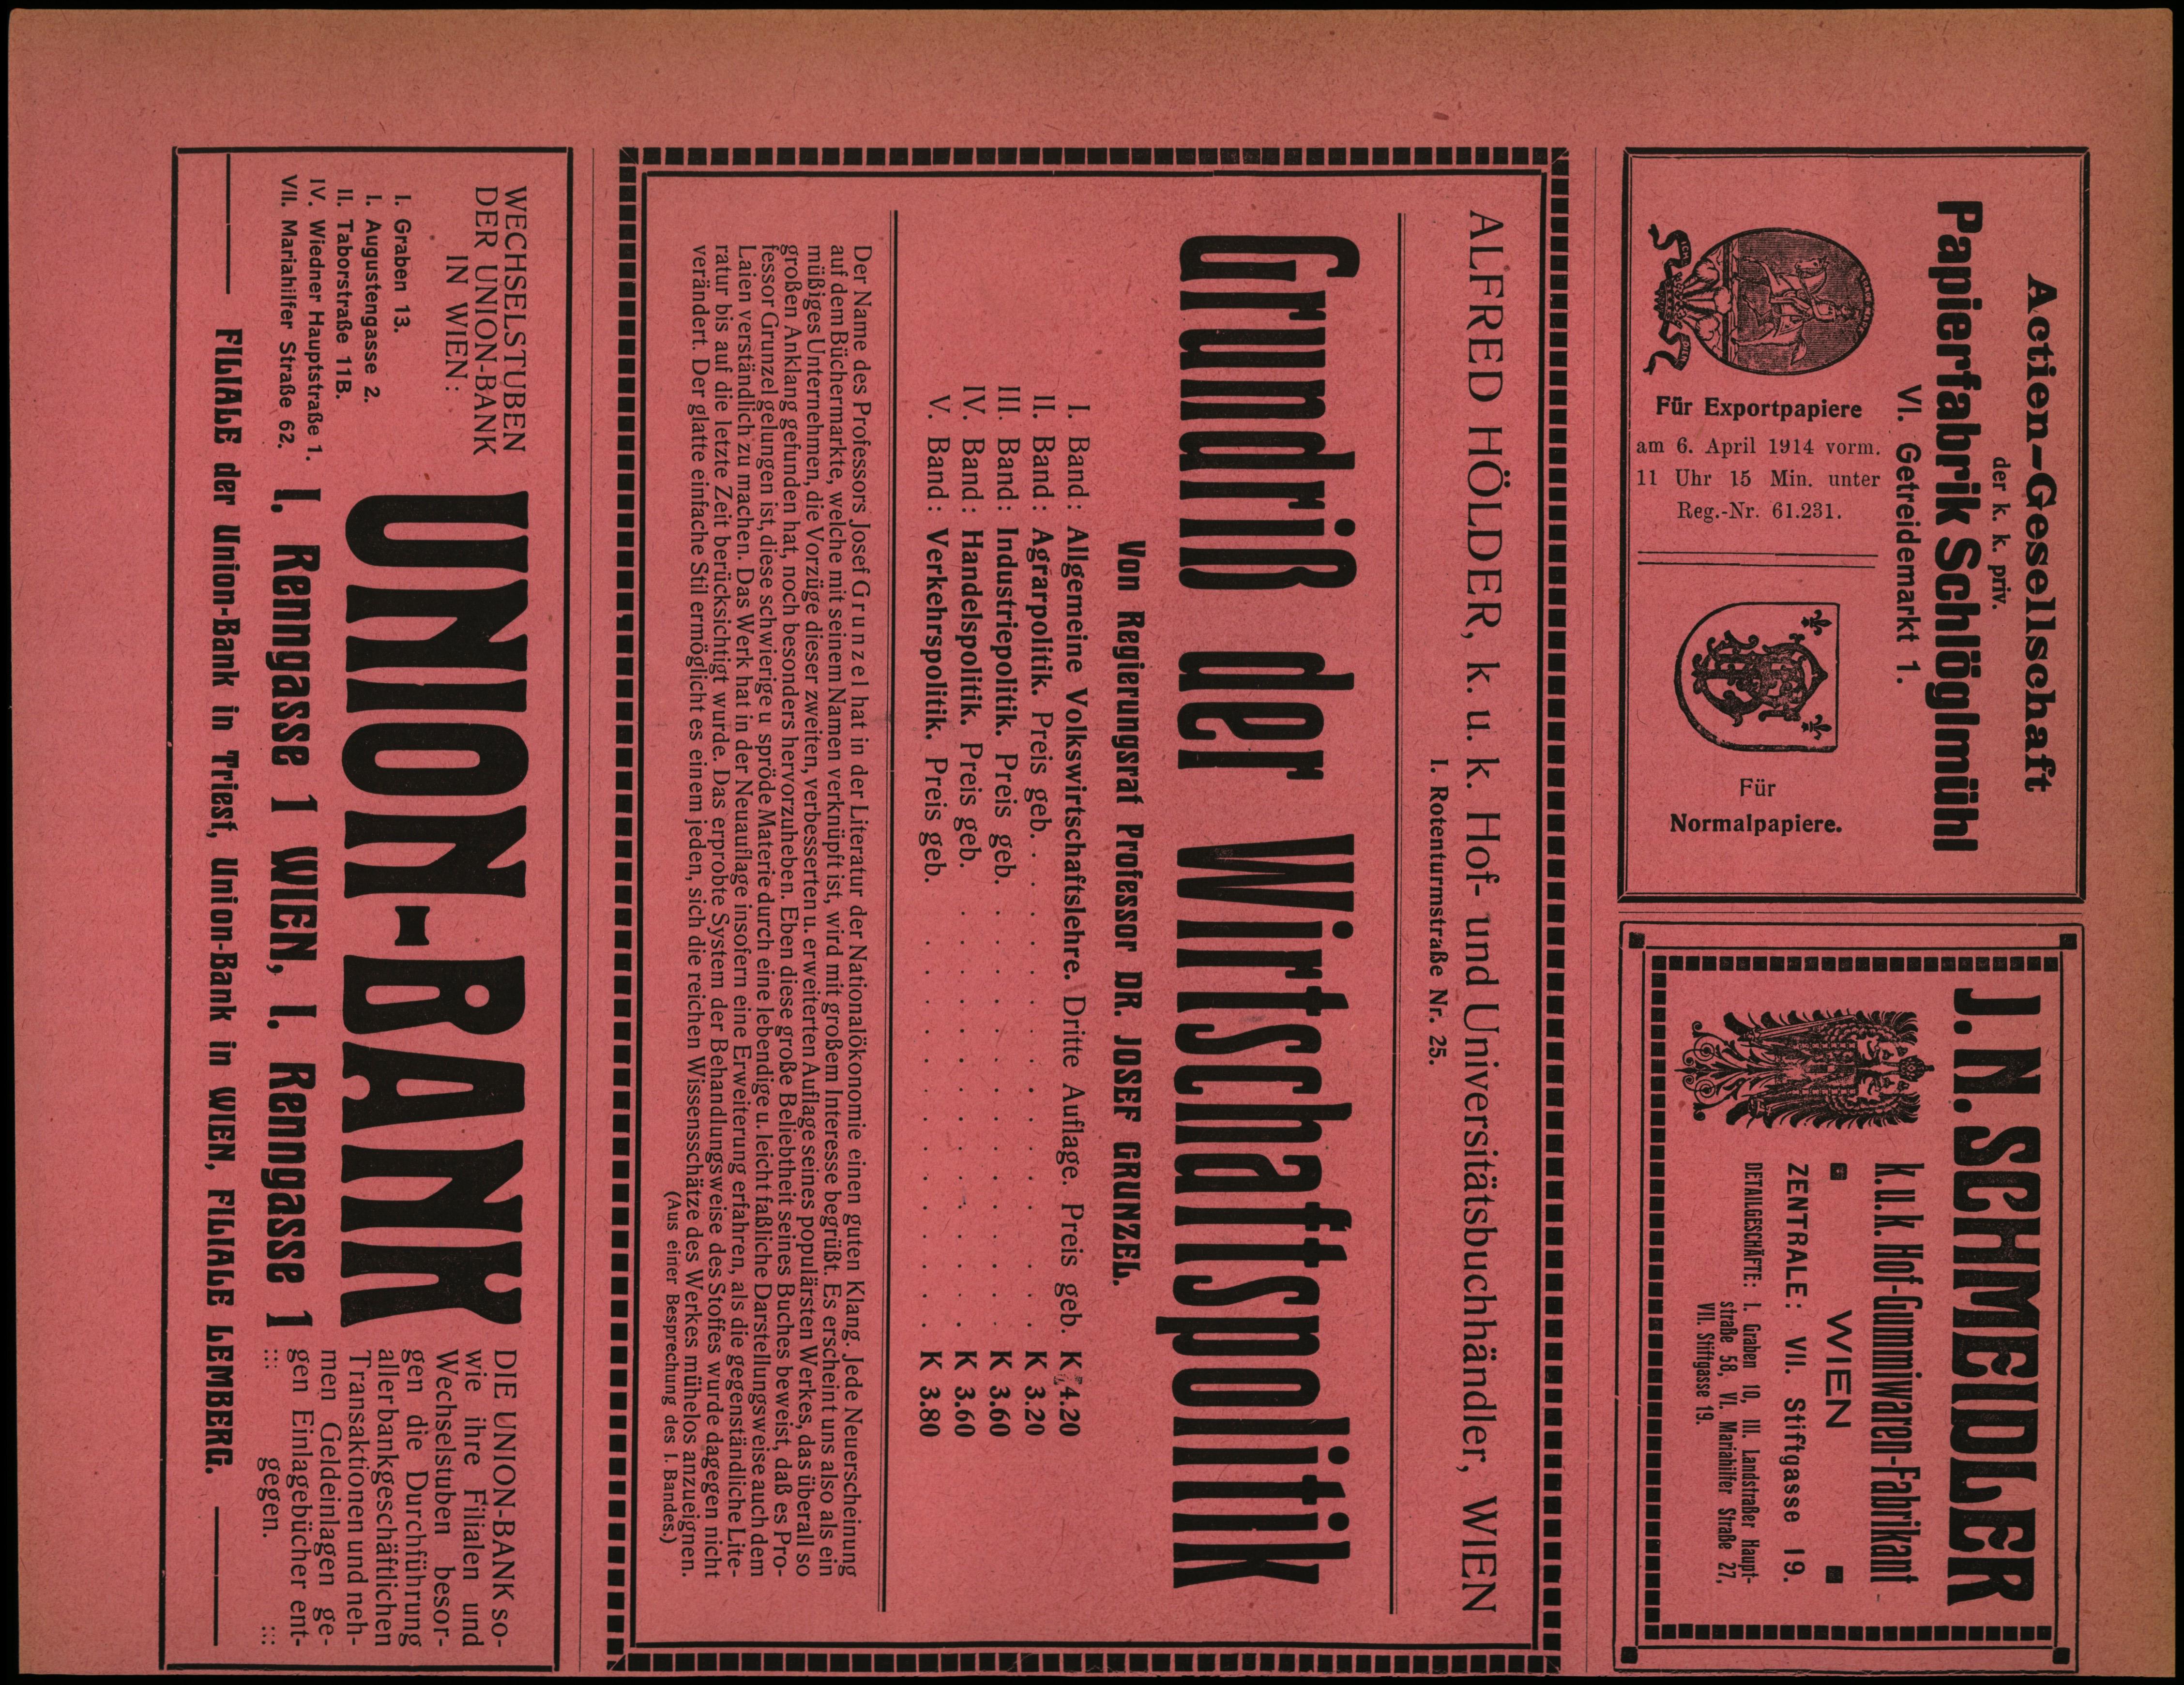 Actien-Gesellschaft
der k. k. priv.
Papierfabrik Schlöglmühl
VI. Getreidemarkt 1.
Für Exportpapiere
am 6. April 1914 vorm.
11 Uhr 15 Min. unter
Reg.-Nr. 61.231.
Für
Normalpapiere.
J. N. SCHMEIDLER
k. u. k. Hof-Gummiwaren-Fabrikant
WIEN
ZENTRALE: VII. Stiftgasse 19.
DETAILGESCHÄFTE: I. Graben 10, III. Landstraßer Haupt-
straße 58, VI. Mariahilfer Straße 27,
VII. Stiftgasse 19.
ALFRED HÖLDER, k. u. k. Hof- und Universitätsbuchhändler, WIEN
I. Rotenturmstraße Nr. 25.
Grundriß der Wirtschaftspolitik
Von Regierungsrat Professor DR. JOSEF GRUNZEL.
I. Band: Allgemeine Volkswirtschaftslehre. Dritte Auflage. Preis geb. K 4.20
II. Band: Agrarpolitik. Preis geb. . . . . . . . . . K 3.20
III. Band: Industriepolitik. Preis geb. . . . . . . . . K 3.60
IV. Band: Handelspolitik. Preis geb. . . . . . . . . K 3.60
V. Band: Verkehrspolitik. Preis geb. . . . . . . . . K 3.80
Der Name des Professors Josef Grunzel hat in der Literatur der Nationalökonomie einen guten Klang. Jede Neuerscheinung
auf dem Büchermarkte, welche mit seinem Namen verknüpft ist, wird mit großem Interesse begrüßt. Es erscheint uns also als ein
müßiges Unternehmen, die Vorzüge dieser zweiten, verbesserten u. erweiterten Auflage seines populärsten Werkes, das überall so
großen Anklang gefunden hat, noch besonders hervorzuheben. Eben diese große Beliebtheit seines Buches beweist, daß es Pro-
fessor Grunzel gelungen ist, diese schwierige u. spröde Materie durch eine lebendige u. leicht faßliche Darstellungsweise auch dem
Laien verständlich zu machen. Das Werk hat in der Neuauflage insofern eine Erweiterung erfahren, als die gegenständliche Lite-
ratur bis auf die letzte Zeit berücksichtigt wurde. Das erprobte System der Behandlungsweise des Stoffes wurde dagegen nicht
verändert. Der glatte einfache Stil ermöglicht es einem jeden, sich die reichen Wissensschätze des Werkes mühelos anzueignen.
(Aus einer Besprechung des I. Bandes.)
WECHSELSTUBEN
DER UNION-BANK
IN WIEN:
I. Graben 13.
I. Augustengasse 2.
II. Taborstraße 11B.
IV. Wiedner Hauptstraße 1.
VII. Mariahilfer Straße 62.
UNION-BANK
I. Renngasse 1 WIEN, I. Renngasse 1
DIE UNION-BANK so-
wie ihre Filialen und
Wechselstuben besor-
gen die Durchführung
aller bankgeschäftlichen
Transaktionen und neh-
men Geldeinlagen ge-
gen Einlagebücher ent-
::: gegen. :::
FILIALE der Union-Bank in Triest, Union-Bank in WIEN, FILIALE LEMBERG.